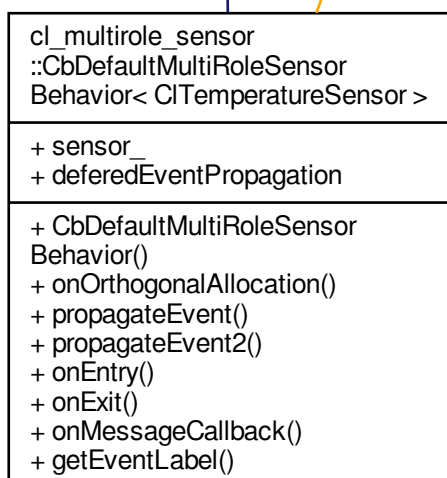 cl_multirole_sensor
::CbDefaultMultiRoleSensor
Behavior< ClTemperatureSensor >
+ sensor_
+ deferedEventPropagation
+ CbDefaultMultiRoleSensor
Behavior()
+ onOrthogonalAllocation()
+ propagateEvent()
+ propagateEvent2()
+ onEntry()
+ onExit()
+ onMessageCallback()
+ getEventLabel()